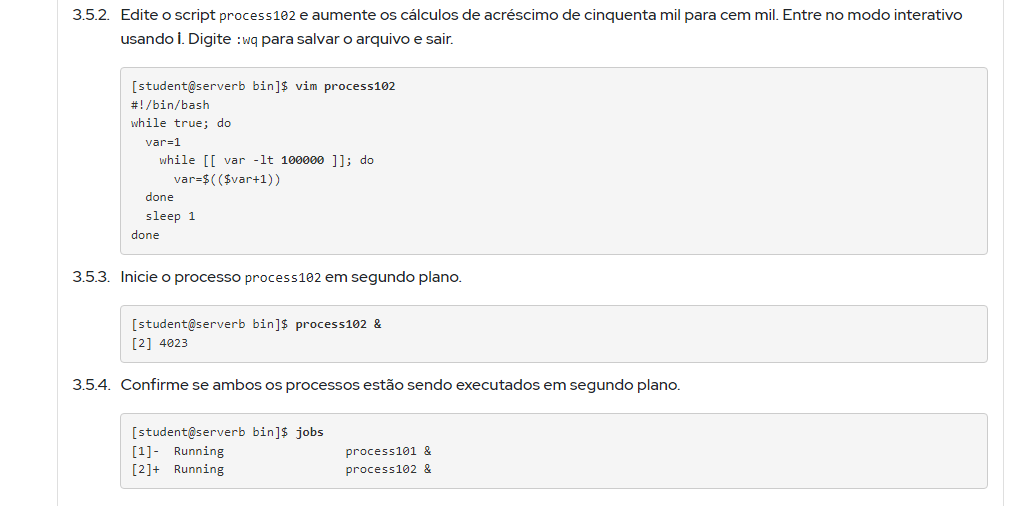 3.5.2. Edite o script process102 e aumente os cálculos de acréscimo de cinquenta mil para cem mil. Entre no modo interativo
usando i. Digite :wq para salvar o arquivo e sair.
[student@serverb bin]$ vim process102
#!/bin/bash
while true; do
  var=1
    while [[ var -lt 100000 ]]; do
      var=$(($var+1))
  done
  sleep 1
done
3.5.3. Inicie o processo process102 em segundo plano.
[student@serverb bin]$ process102 &
[2] 4023
3.5.4. Confirme se ambos os processos estão sendo executados em segundo plano.
[student@serverb bin]$ jobs
[1]-  Running                 process101 &
[2]+  Running                 process102 &